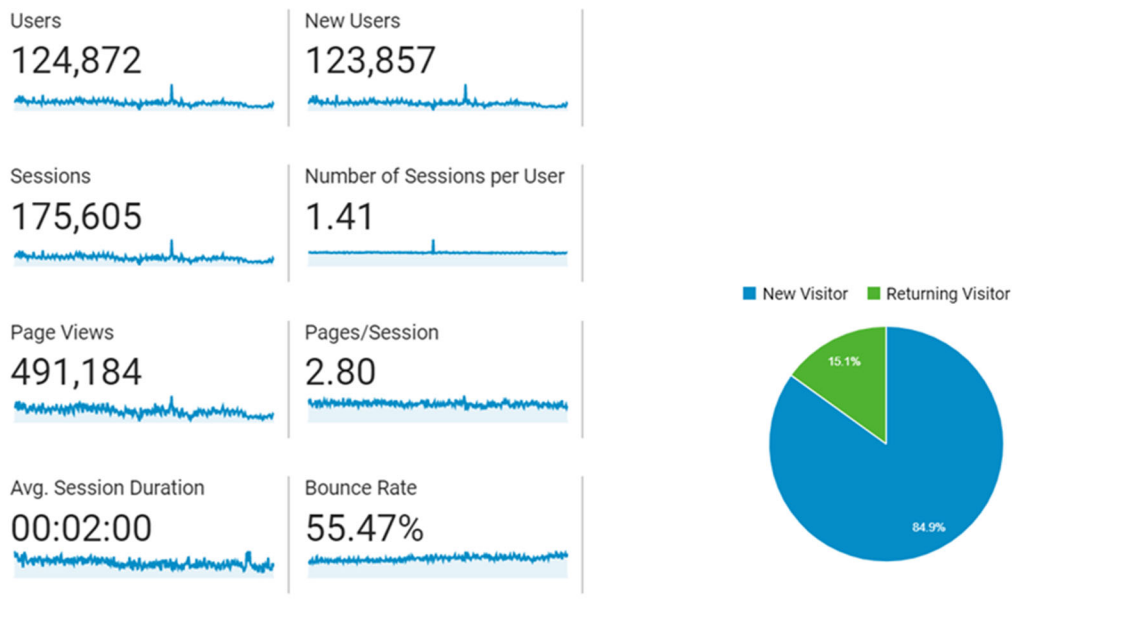 Users
124,872
New Users
123,857
Sessions
175,605
Number of Sessions per User
1.41
Page Views
491,184
Pages/Session
2.80
Avg. Session Duration
00:02:00
Bounce Rate
55.47%
New Visitor
Returning Visitor
15.1%
84.9%